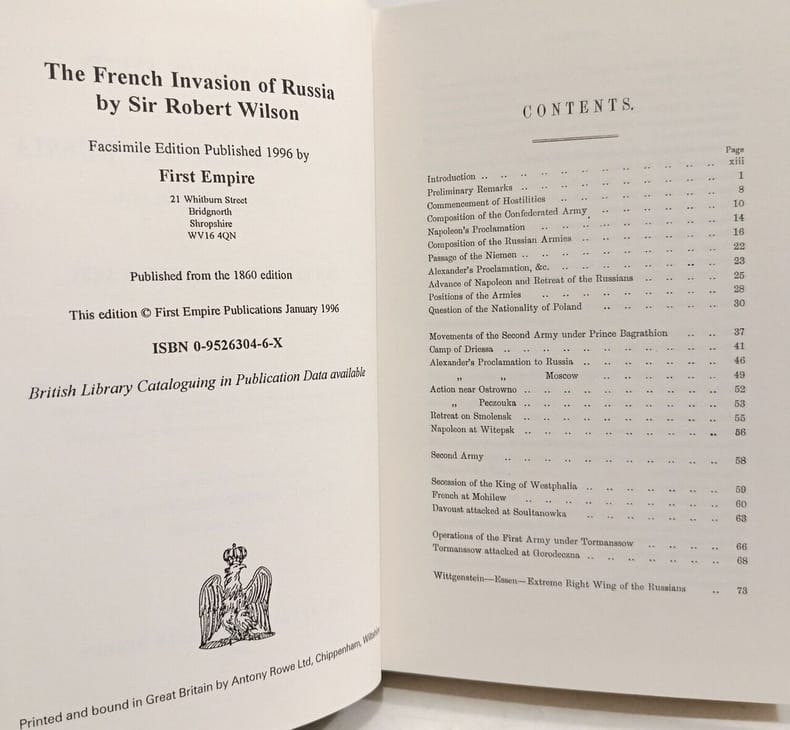 The French Invasion of Russia
by Sir Robert Wilson
Facsimile Edition Published 1996 by
First Empire
21 Whitburn Street
Bridgnorth
Shropshire
WV16 4QN
Published from the 1860 edition
This edition © First Empire Publications January 1996
ISBN 0-9526304-6-X
British Library Cataloguing in Publication Data available
Printed and bound in Great Britain by Antony Rowe Ltd, Chippenham,
CONTENTS.
Page
Introduction .. xiii
Preliminary Remarks .. 1
Commencement of Hostilities .. 8
Composition of the Confederated Army .. 10
Napoleon's Proclamation .. 14
Composition of the Russian Armies .. 16
Passage of the Niemen .. 22
Alexander's Proclamation, &c. .. 23
Advance of Napoleon and Retreat of the Russians .. 25
Positions of the Armies .. 28
Question of the Nationality of Poland .. 30
Movements of the Second Army under Prince Bagrathion .. 37
Camp of Driessa .. 41
Alexander's Proclamation to Russia .. 46
„ „ Moscow .. 49
Action near Ostrowno .. 52
„ Peczouka .. 53
Retreat on Smolensk .. 55
Napoleon at Witepsk .. 56
Second Army .. 58
Secession of the King of Westphalia .. 59
French at Mohilew .. 60
Davoust attacked at Soultanowka .. 63
Operations of the First Army under Tormanssow .. 66
Tormanssow attacked at Gorodeczna .. 68
Wittgenstein—Essen—Extreme Right Wing of the Russians .. 73